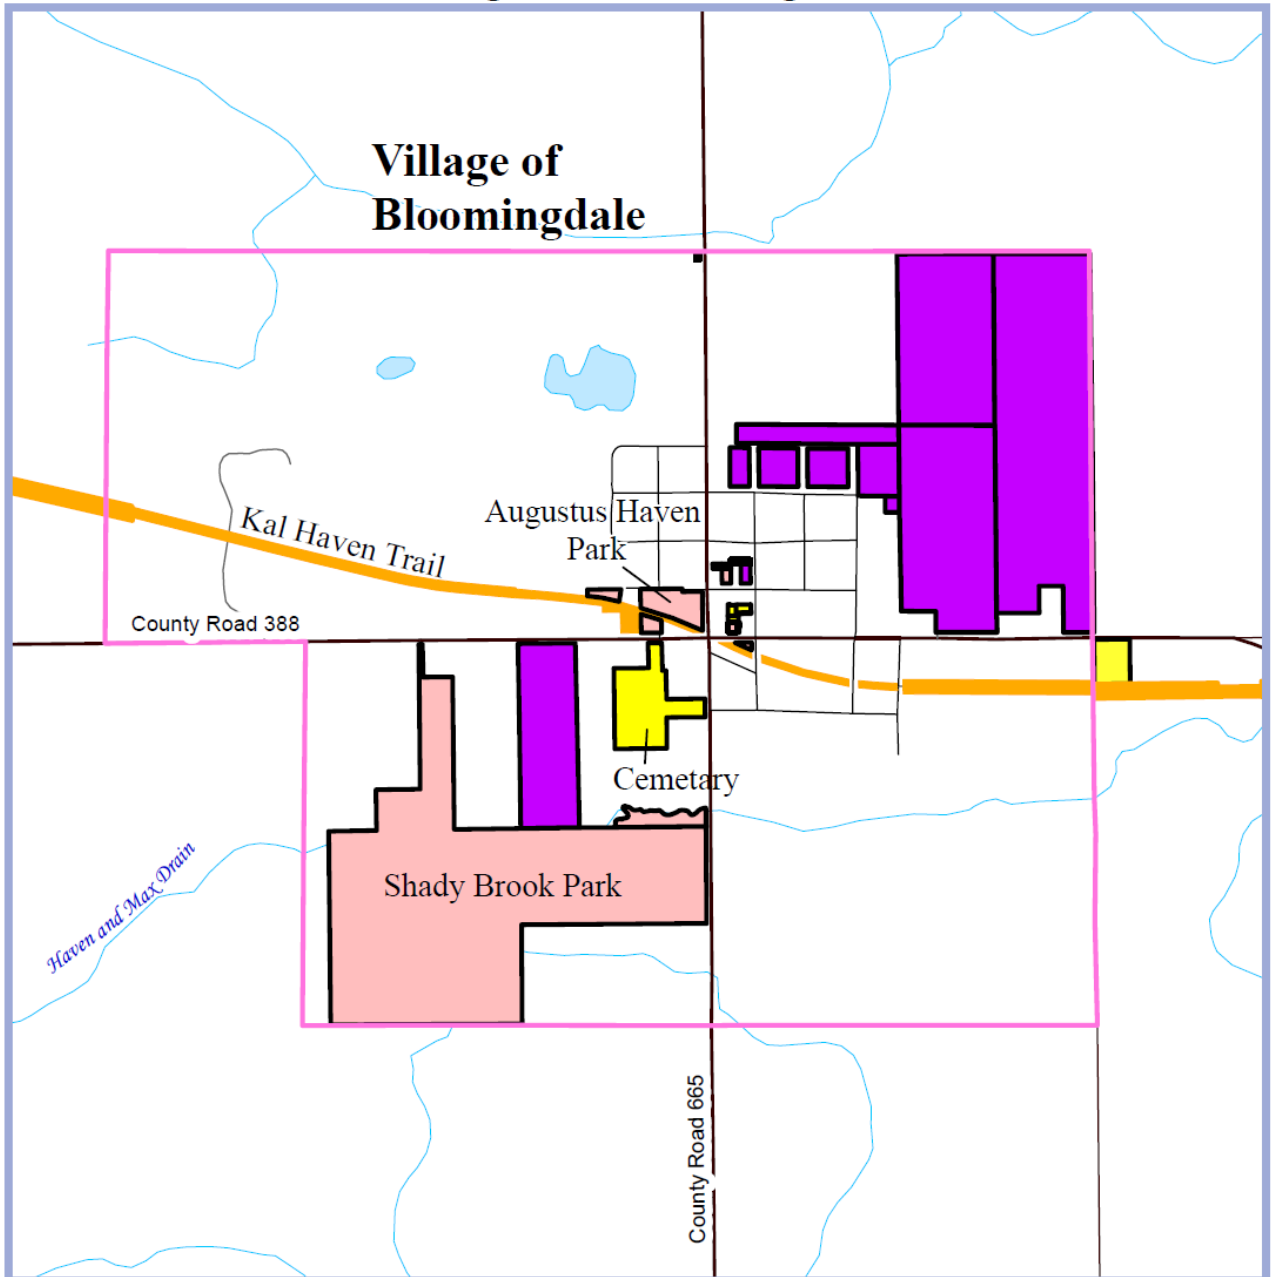 Village of
Bloomingdale
Augustus Haven
Park
Kal Haven Trail
County Road 388
Cemetary
Shady Brook Park
Haven and Max Drain
County Road 665